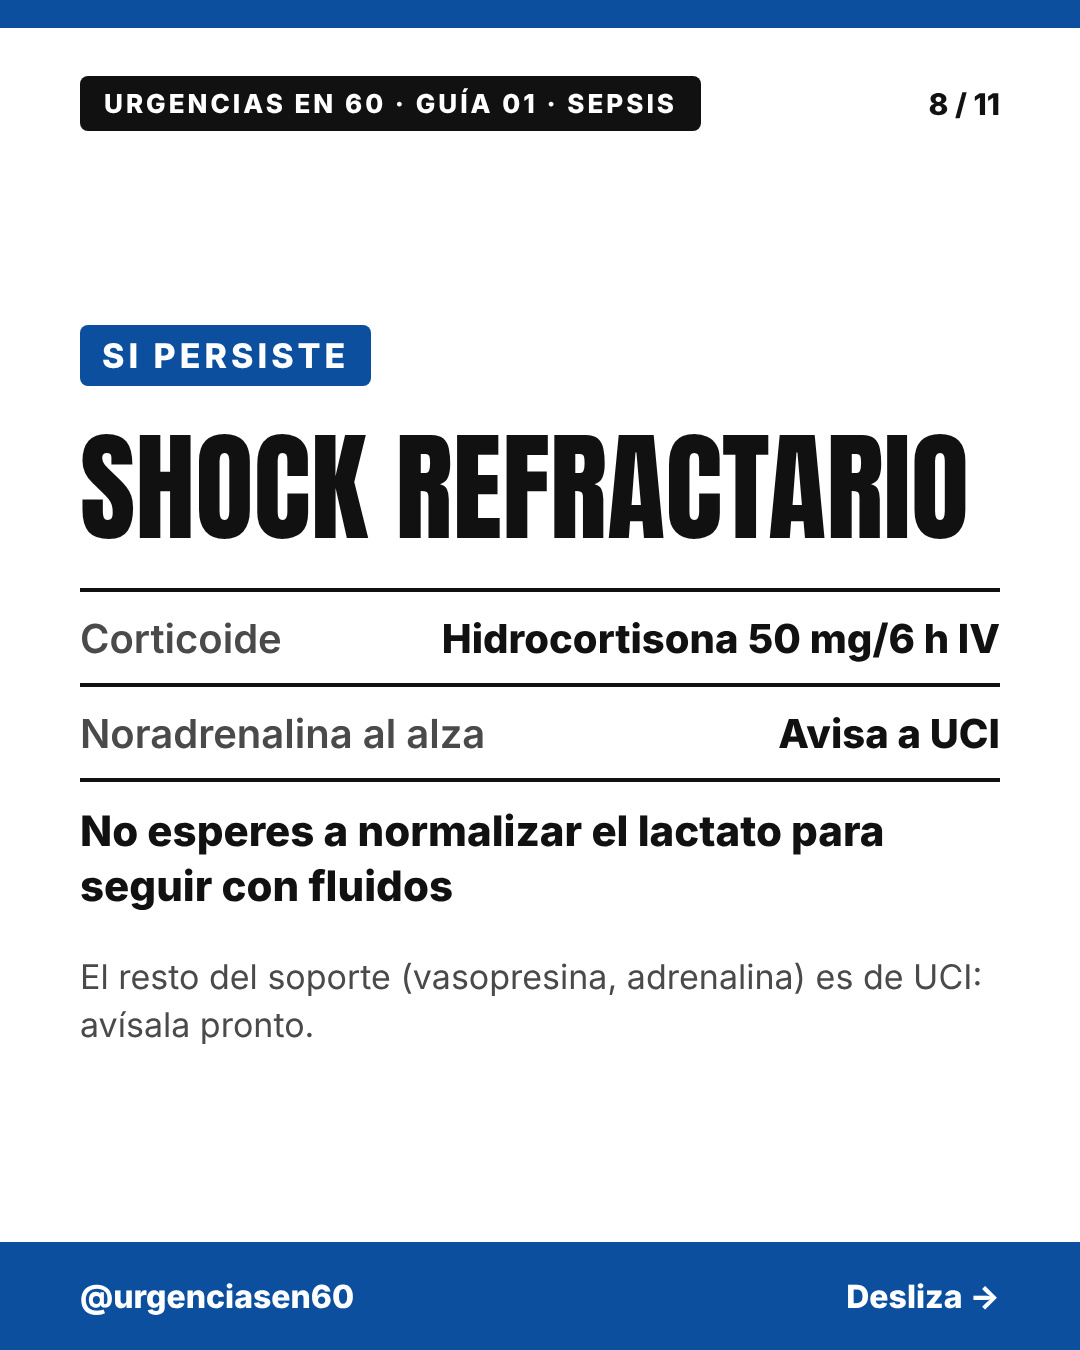 URGENCIAS EN 60 · GUÍA 01 · SEPSIS
8 / 11
SI PERSISTE
SHOCK REFRACTARIO
Corticoide Hidrocortisona 50 mg/6 h IV
Noradrenalina al alza Avisa a UCI
No esperes a normalizar el lactato para
seguir con fluidos
El resto del soporte (vasopresina, adrenalina) es de UCI:
avísala pronto.
@urgenciasen60
Desliza →